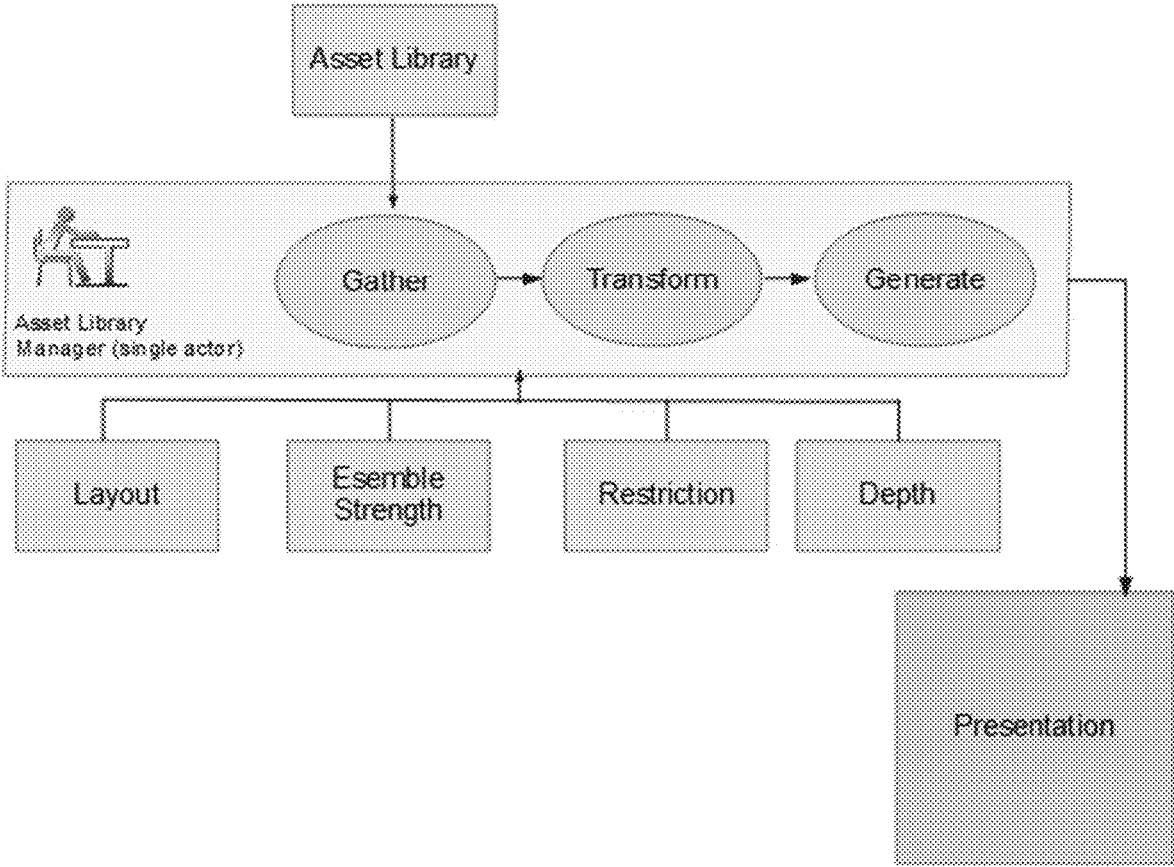 Asset Library
Gather
Transform
Generate
Asset Library
Manager (single actor)
Layout
Esemble
Strength
Restriction
Depth
Presentation